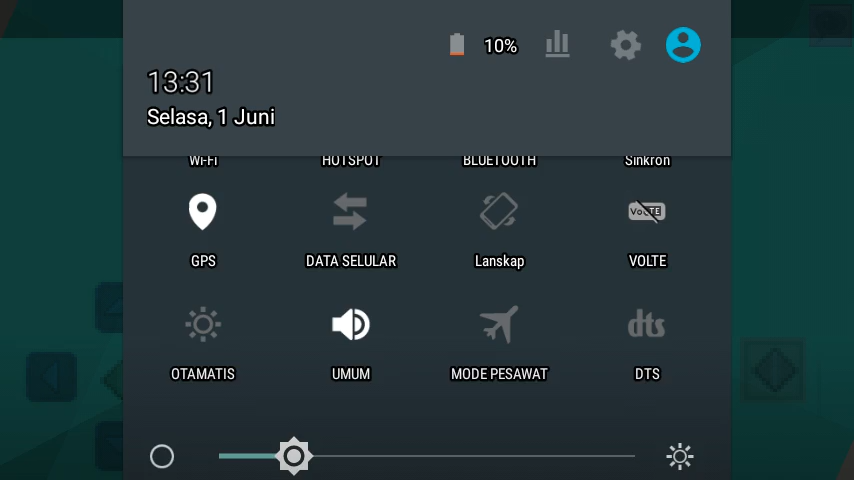 10%
13:31
Selasa, 1 Juni
Wi-Fi HOTSPOT BLUETOOTH Sinkron
VoLTE
GPS DATA SELULAR Lanskap VOLTE
dts
OTAMATIS UMUM MODE PESAWAT DTS